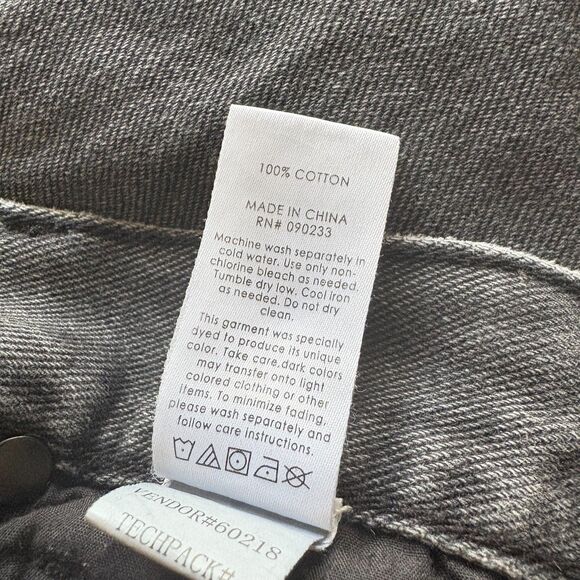 100% COTTON
MADE IN CHINA
RN# 090233
Machine wash separately in
cold water. Use only non-
chlorine bleach as needed.
Tumble dry low. Cool iron
as needed. Do not dry
clean.
This garment was specially
dyed to produce its unique
color. Take care,dark colors
may transfer onto light
colored clothing or other
items. To minimize fading,
please wash separately and
follow care instructions.
VENDOR#60218
TECHPACK#